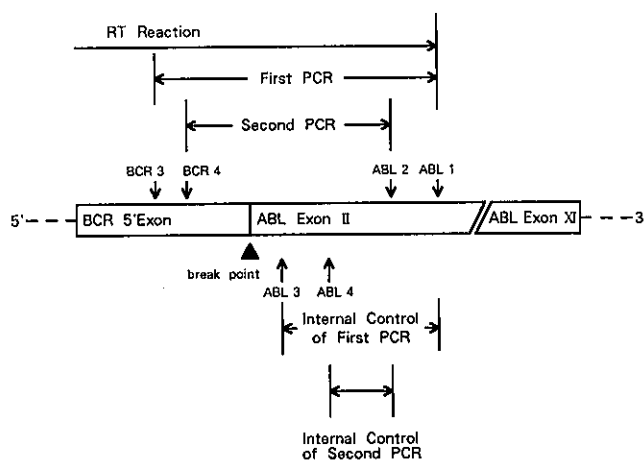 RT Reaction
First PCR
Second PCR
BCR 3
BCR 4
ABL 2
ABL 1
5'
BCR 5'Exon
ABL Exon II
ABL Exon XI
3
break point
ABL 3
ABL 4
Internal Control
of First PCR
Internal Control
of Second PCR